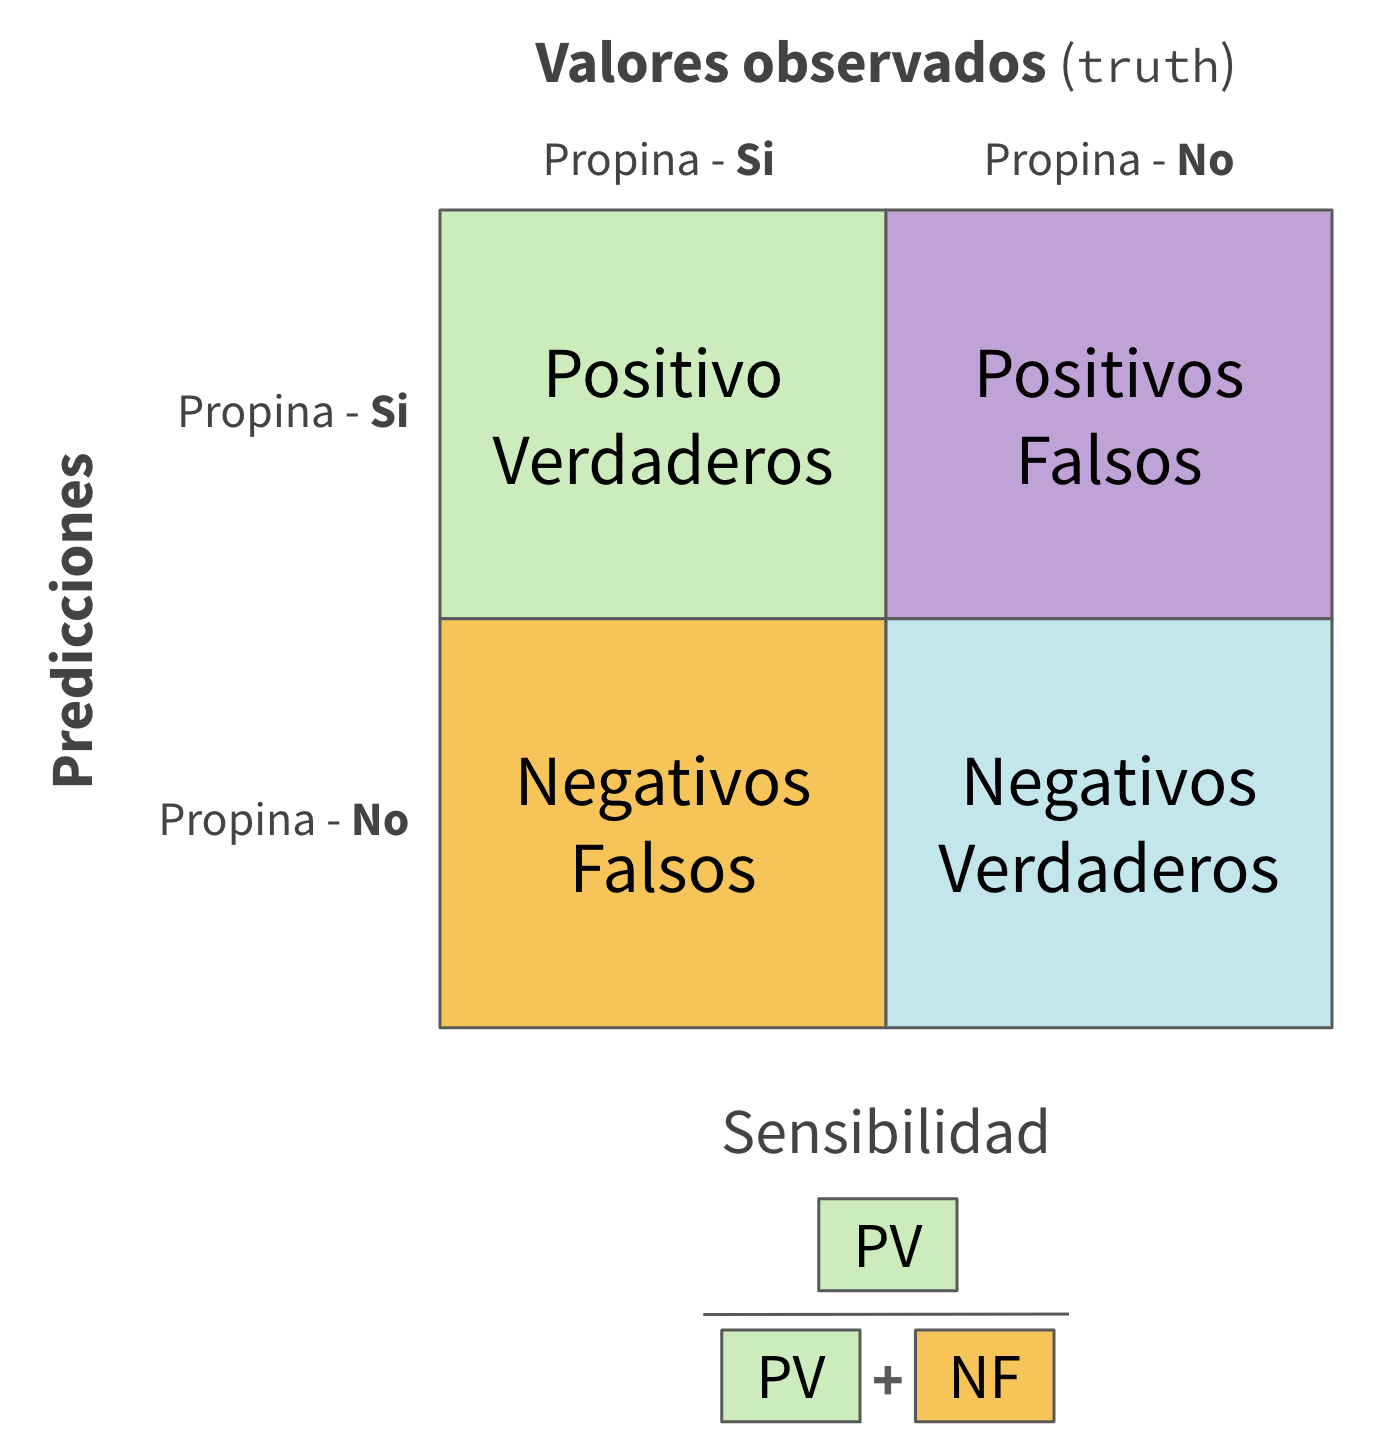 Valores observados (truth)
Propina - Si
Propina - No
Predicciones
Propina - Si
Positivo
Verdaderos
Positivos
Falsos
Propina - No
Negativos
Falsos
Negativos
Verdaderos
Sensibilidad
PV
PV + NF